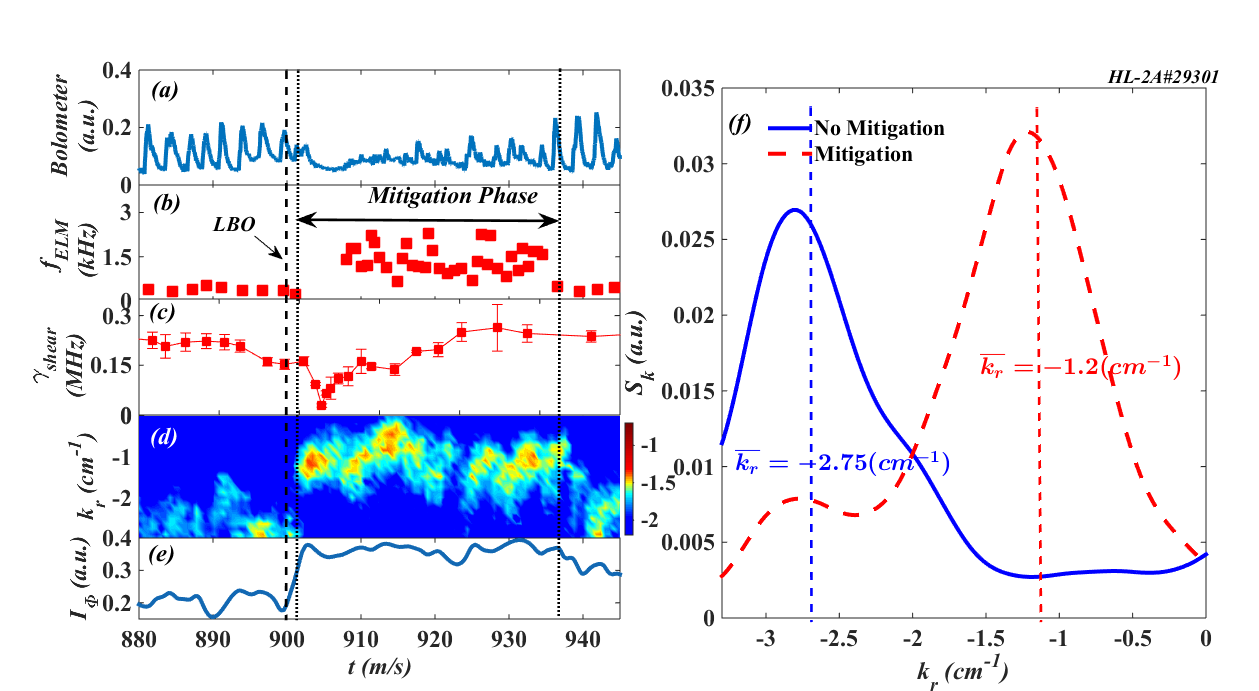 HL-2A#29301
(a)
Bolometer
(a.u.)
0.4
0.2
0
(b)
Mitigation Phase
LBO
f_ELM
(kHz)
3
1.5
0
(c)
γ_shear
(MHz)
0.3
0.15
0
(d)
k_r (cm^-1)
-1
-2
-1
-1.5
-2
(e)
I_Φ (a.u.)
0.4
0.3
0.2
880 890 900 910 920 930 940
t (m/s)
(f)
No Mitigation
Mitigation
S_k (a.u.)
0.035
0.03
0.025
0.02
0.015
0.01
0.005
0
k̅_r̅ = −1.2(cm^−1)
k̅_r̅ = −2.75(cm^−1)
-3 -2.5 -2 -1.5 -1 -0.5 0
k_r (cm^-1)